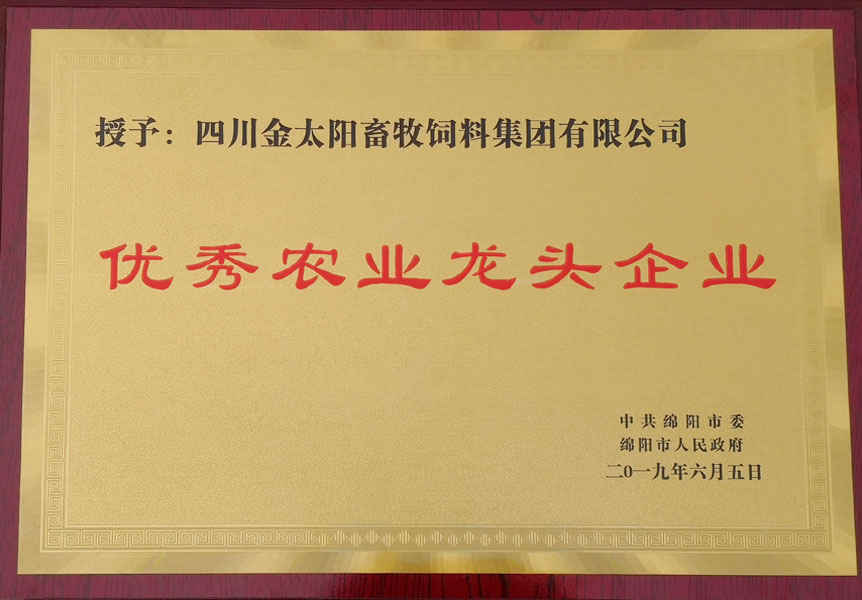 授予：四川金太阳畜牧饲料集团有限公司
优秀农业龙头企业
中共绵阳市委
绵阳市人民政府
二0一九年六月五日